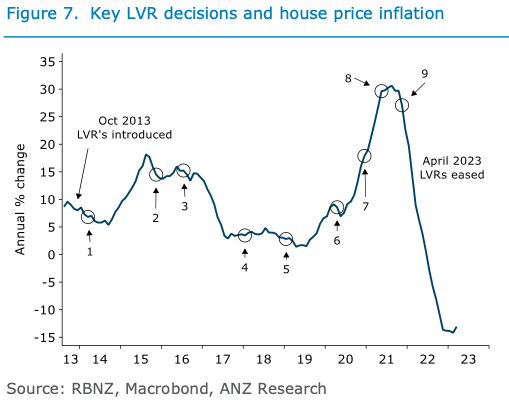 Figure 7.  Key LVR decisions and house price inflation
Annual % change
35
30
25
20
15
10
5
0
-5
-10
-15
Oct 2013
LVR's introduced
1
2
3
4
5
6
7
8
9
April 2023
LVRs eased
13 14 15 16 17 18 19 20 21 22 23
Source: RBNZ, Macrobond, ANZ Research